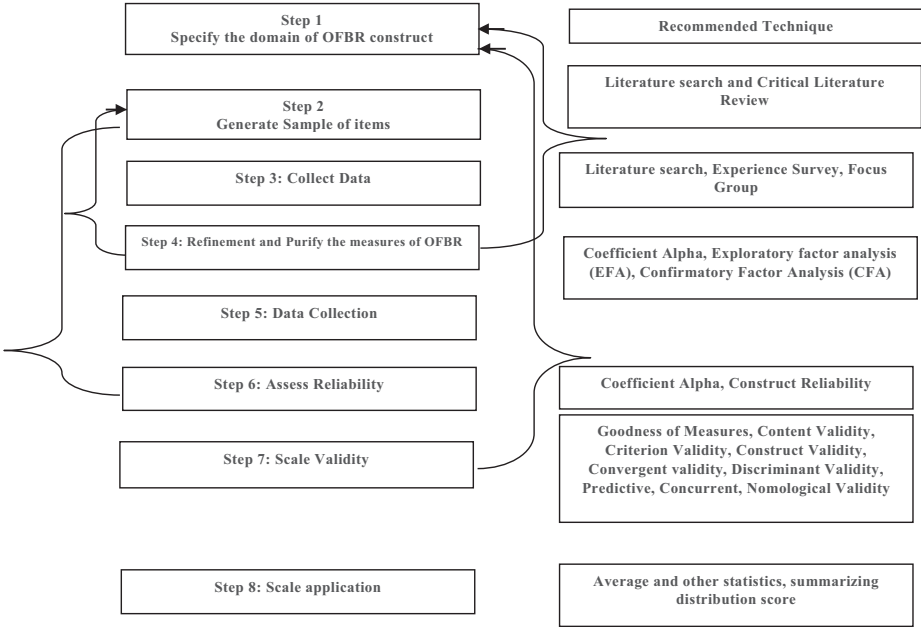 Step 1
Specify the domain of OFBR construct
Recommended Technique
Literature search and Critical Literature
Review
Step 2
Generate Sample of items
Step 3: Collect Data
Literature search, Experience Survey, Focus
Group
Step 4: Refinement and Purify the measures of OFBR
Coefficient Alpha, Exploratory factor analysis
(EFA), Confirmatory Factor Analysis (CFA)
Step 5: Data Collection
Step 6: Assess Reliability
Coefficient Alpha, Construct Reliability
Step 7: Scale Validity
Goodness of Measures, Content Validity,
Criterion Validity, Construct Validity,
Convergent validity, Discriminant Validity,
Predictive, Concurrent, Nomological Validity
Step 8: Scale application
Average and other statistics, summarizing
distribution score